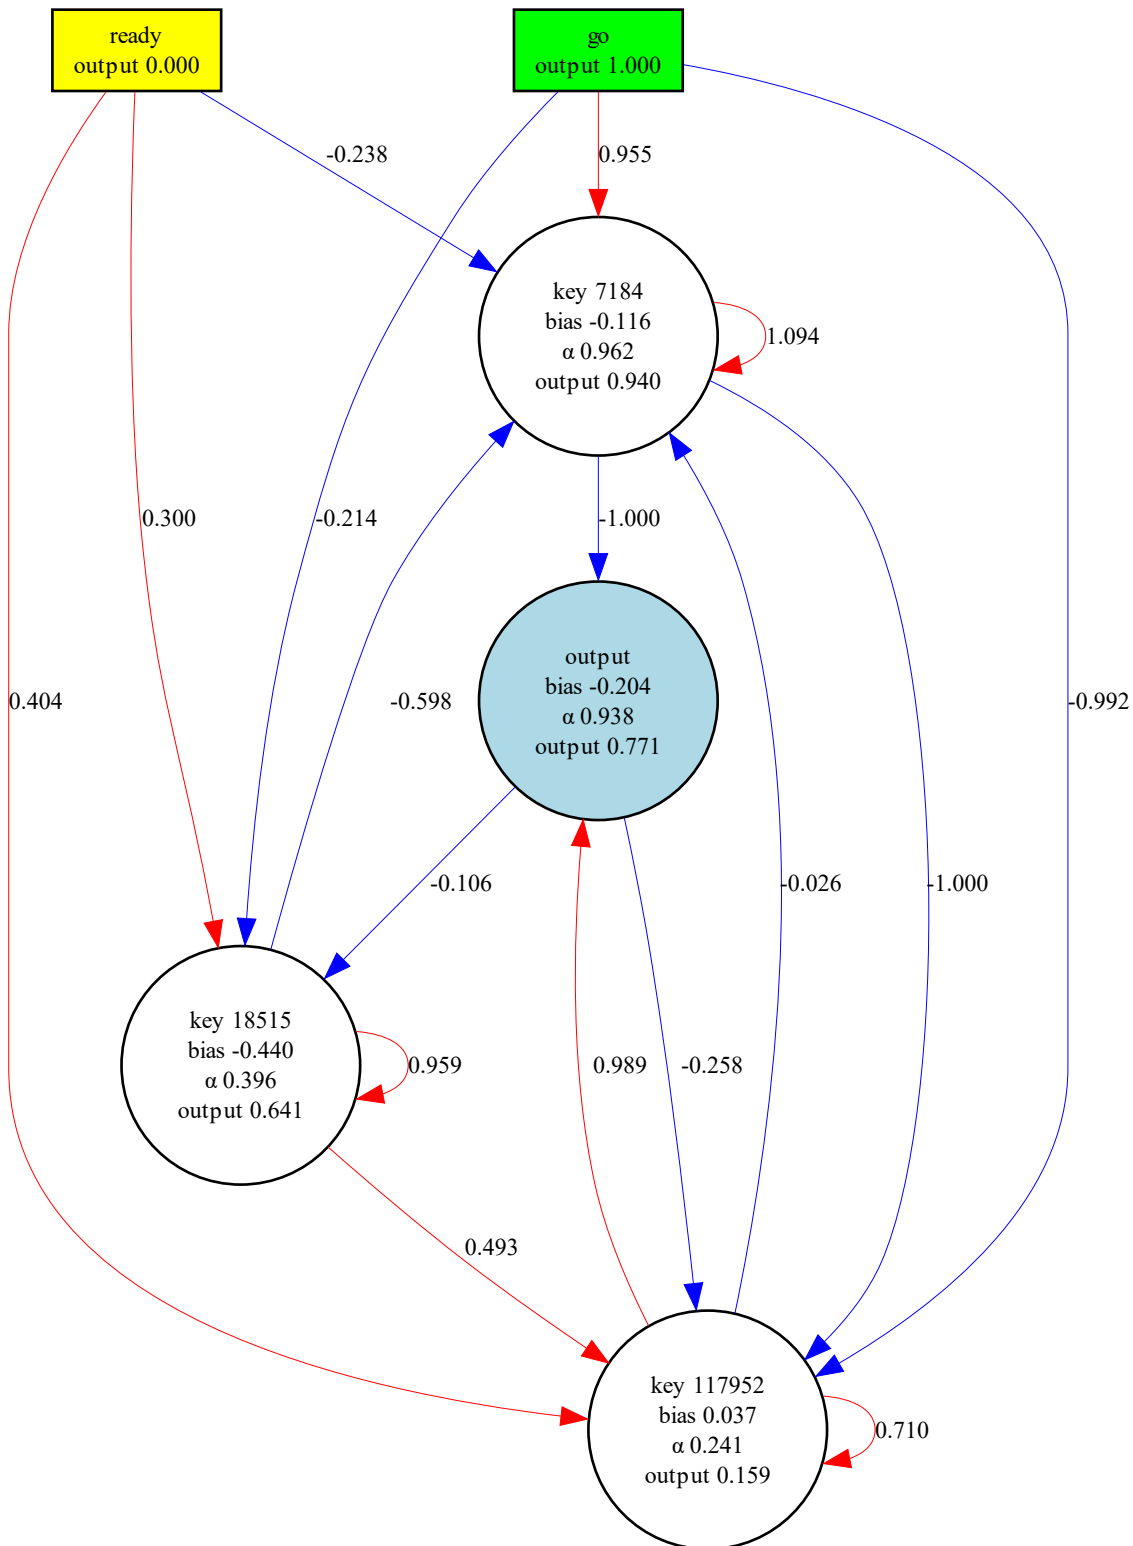 ready
output 0.000
go
output 1.000
-0.238
0.955
key 7184
bias -0.116
α 0.962
output 0.940
1.094
0.300
-0.214
-1.000
output
bias -0.204
α 0.938
output 0.771
0.404
-0.598
-0.992
-0.106
-0.026
-1.000
key 18515
bias -0.440
α 0.396
output 0.641
0.959
0.989
-0.258
0.493
key 117952
bias 0.037
α 0.241
output 0.159
0.710